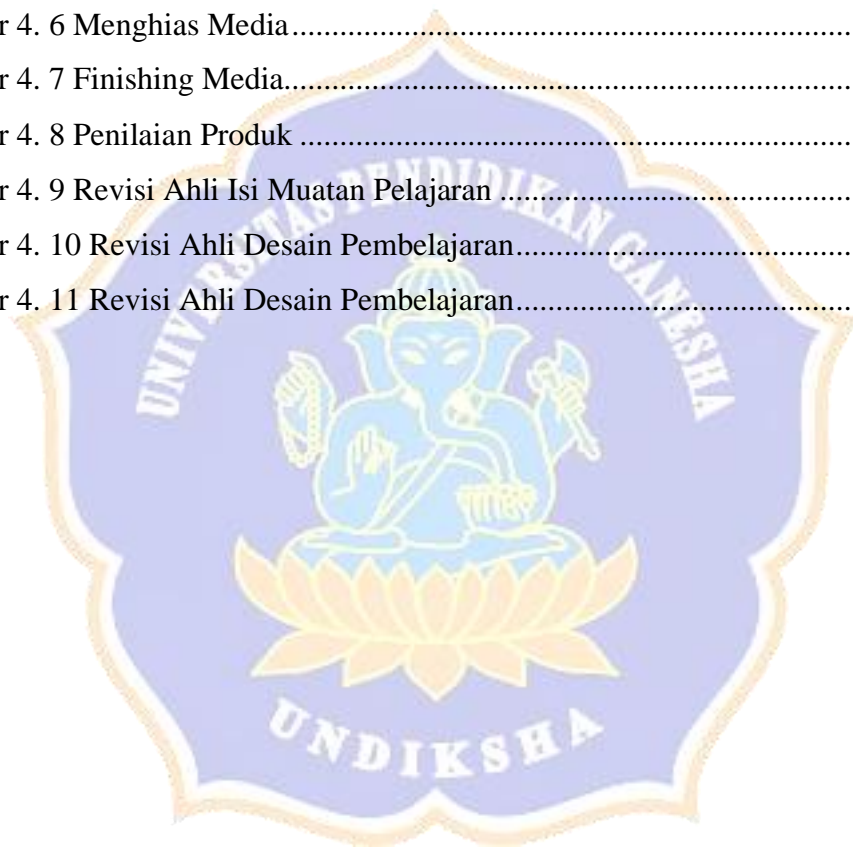 r 4. 6 Menghias Media..........................................................................
r 4. 7 Finishing Media..........................................................................
r 4. 8 Penilaian Produk ........................................................................
r 4. 9 Revisi Ahli Isi Muatan Pelajaran ...............................................
r 4. 10 Revisi Ahli Desain Pembelajaran.............................................
r 4. 11 Revisi Ahli Desain Pembelajaran.............................................
UNIVERSITAS PENDIDIKAN GANESHA
UNDIKSHA